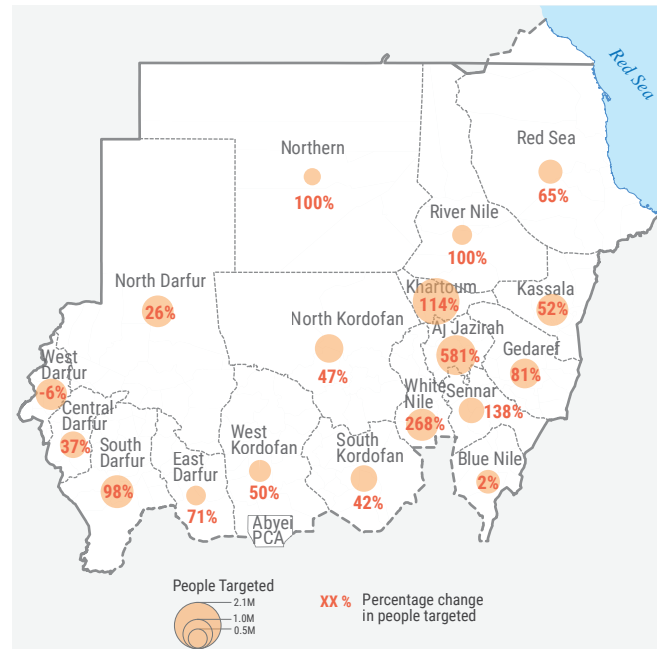 Red Sea
Red Sea
65%
Northern
100%
River Nile
100%
North Darfur
26%
Khartoum
114%
Kassala
52%
North Kordofan
47%
Aj Jazirah
581%
Gedaref
81%
West
Darfur
-6%
White
Nile
268%
Sennar
138%
Central
Darfur
37%
South
Darfur
98%
East
Darfur
71%
West
Kordofan
50%
South
Kordofan
42%
Blue Nile
2%
Abyei
PCA
People Targeted
2.1M
1.0M
0.5M
XX %
Percentage change
in people targeted